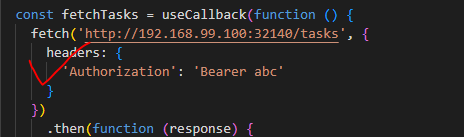 const fetchTasks = useCallback(function () {
fetch('http://192.168.99.100:32140/tasks', {
headers: {
'Authorization': 'Bearer abc'
}
})
.then(function (response) {